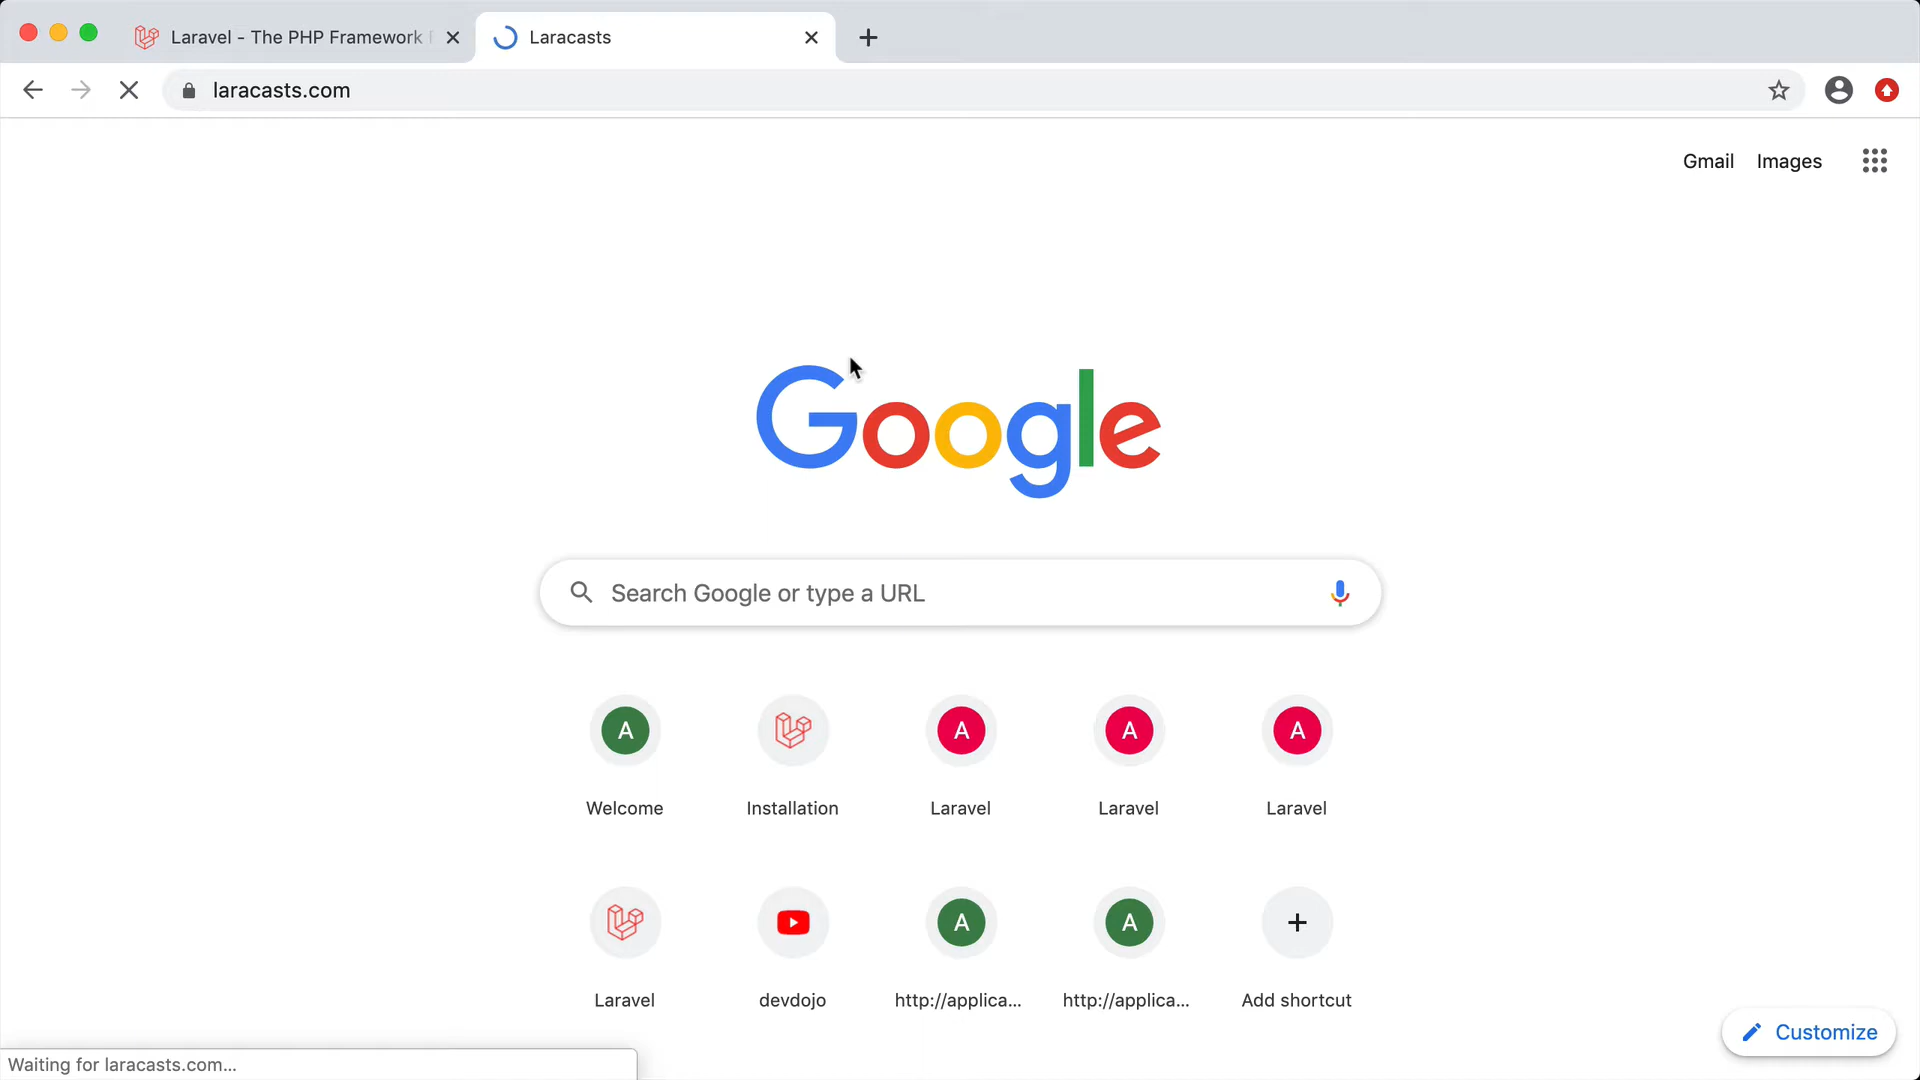 Laravel - The PHP Framework
Laracasts
laracasts.com
Gmail Images
Google
Search Google or type a URL
A A A A
Welcome Installation Laravel Laravel Laravel
A A
Laravel devdojo http://applica... http://applica... Add shortcut
Customize
Waiting for laracasts.com...